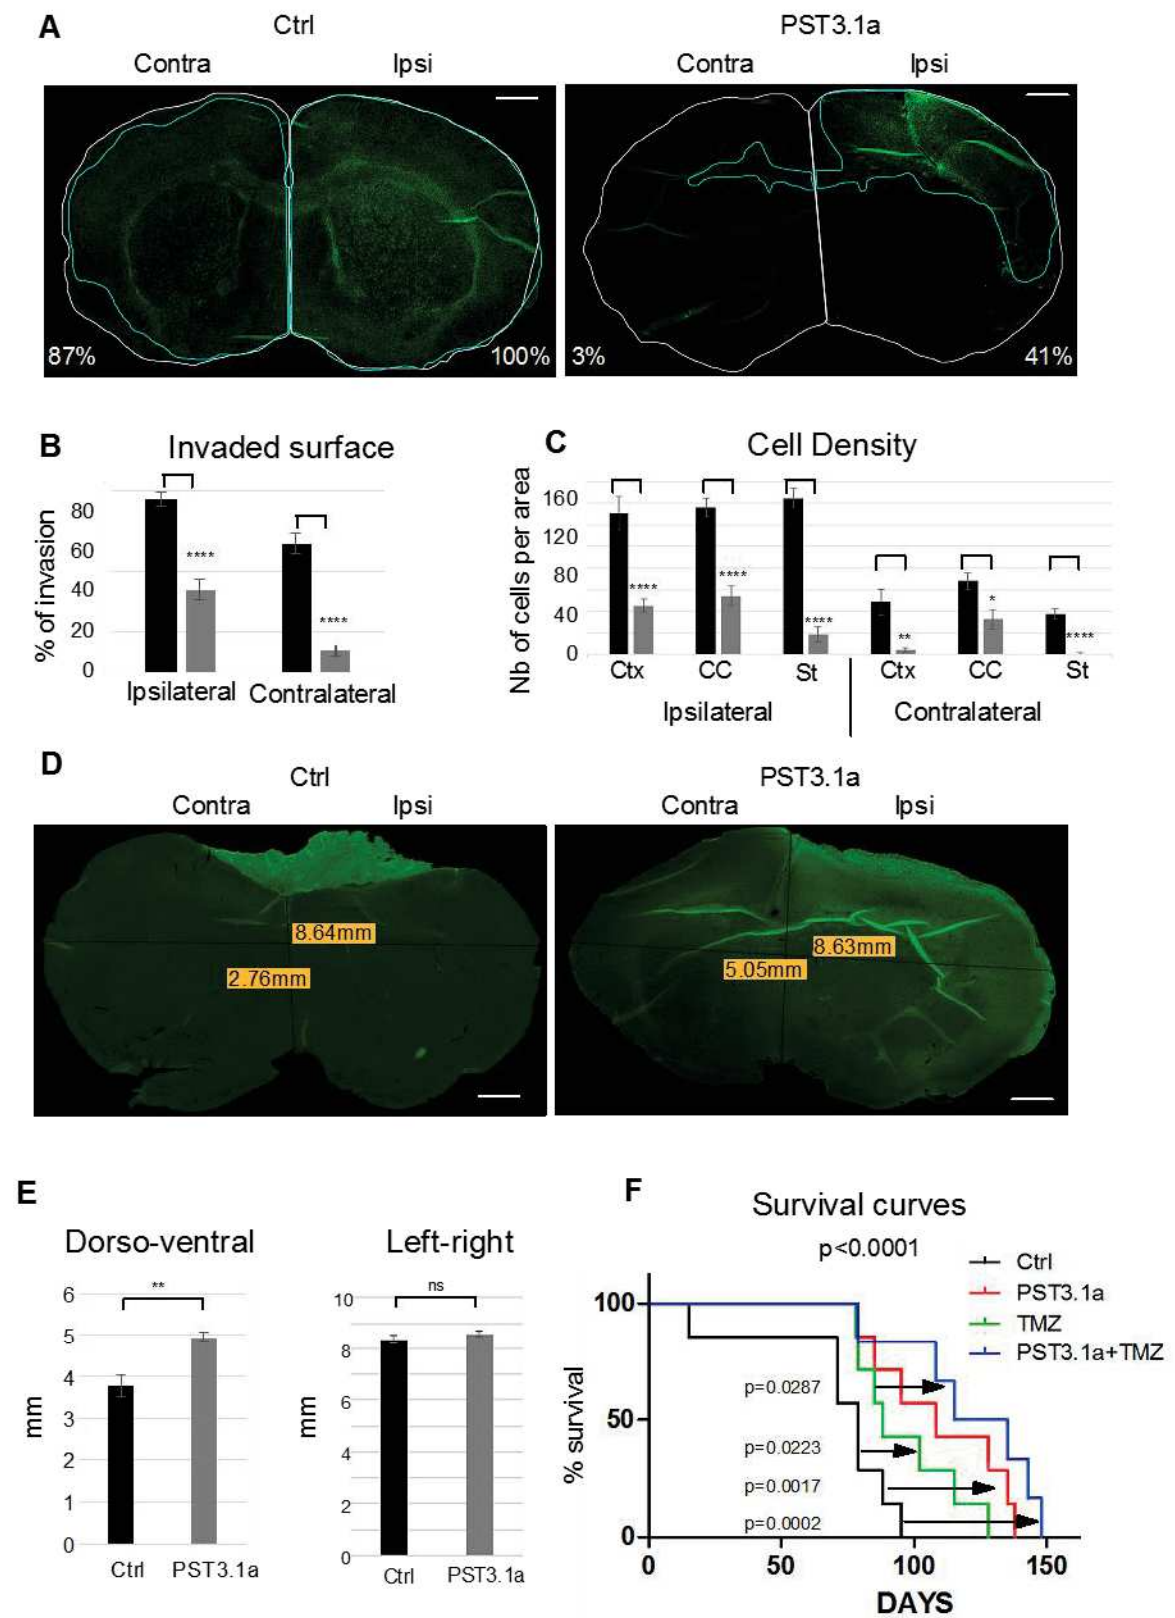 A
Ctrl
PST3.1a
Contra
Ipsi
Contra
Ipsi
87%
100%
3%
41%
B
Invaded surface
% of invasion
80
60
40
20
0
****
****
Ipsilateral
Contralateral
C
Cell Density
Nb of cells per area
160
120
80
40
0
****
****
****
**
*
****
Ctx
CC
St
Ctx
CC
St
Ipsilateral
Contralateral
D
Ctrl
PST3.1a
Contra
Ipsi
Contra
Ipsi
8.64mm
2.76mm
8.63mm
5.05mm
E
Dorso-ventral
mm
6
5
4
3
2
1
0
**
Ctrl
PST3.1a
Left-right
mm
10
8
6
4
2
0
ns
Ctrl
PST3.1a
F
Survival curves
p<0.0001
Ctrl
PST3.1a
TMZ
PST3.1a+TMZ
% survival
100
50
0
p=0.0287
p=0.0223
p=0.0017
p=0.0002
0
50
100
150
DAYS